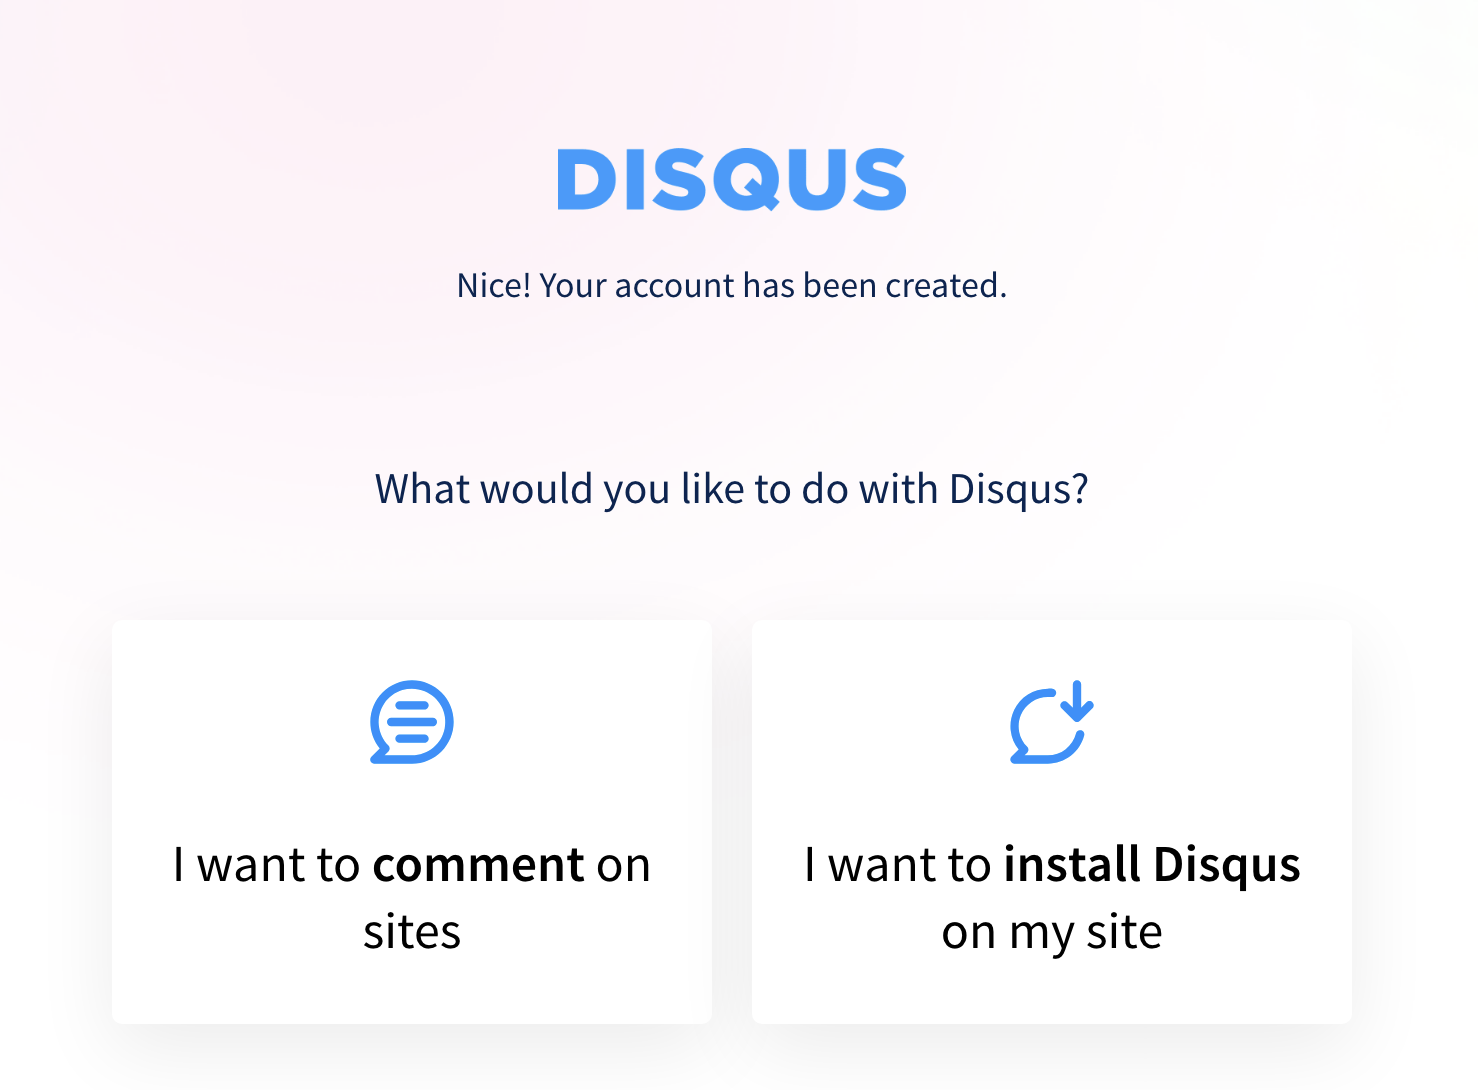 DISQUS
Nice! Your account has been created.
What would you like to do with Disqus?
I want to comment on
sites
I want to install Disqus
on my site